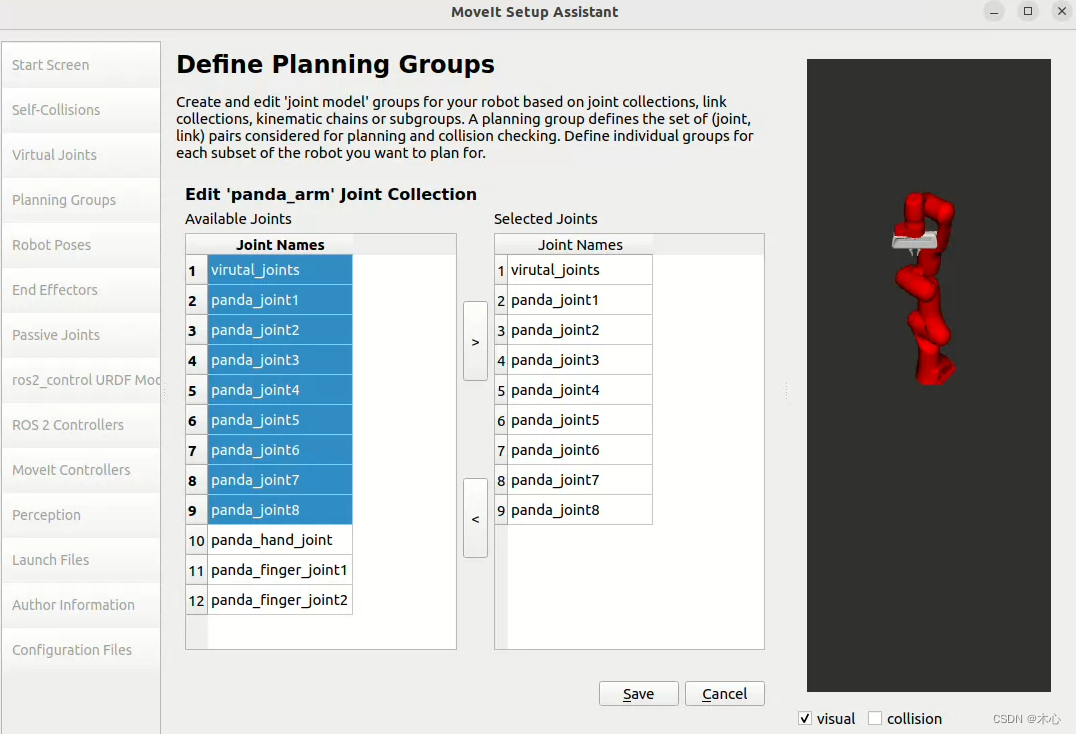 MoveIt Setup Assistant
Start Screen
Self-Collisions
Virtual Joints
Planning Groups
Robot Poses
End Effectors
Passive Joints
ros2_control URDF Mod
ROS 2 Controllers
MoveIt Controllers
Perception
Launch Files
Author Information
Configuration Files
Define Planning Groups
Create and edit 'joint model' groups for your robot based on joint collections, link
collections, kinematic chains or subgroups. A planning group defines the set of (joint,
link) pairs considered for planning and collision checking. Define individual groups for
each subset of the robot you want to plan for.
Edit 'panda_arm' Joint Collection
Available Joints
Joint Names
1 virutal_joints
2 panda_joint1
3 panda_joint2
4 panda_joint3
5 panda_joint4
6 panda_joint5
7 panda_joint6
8 panda_joint7
9 panda_joint8
10 panda_hand_joint
11 panda_finger_joint1
12 panda_finger_joint2
>
<
Selected Joints
Joint Names
1 virutal_joints
2 panda_joint1
3 panda_joint2
4 panda_joint3
5 panda_joint4
6 panda_joint5
7 panda_joint6
8 panda_joint7
9 panda_joint8
Save
Cancel
visual
collision
CSDN @木心